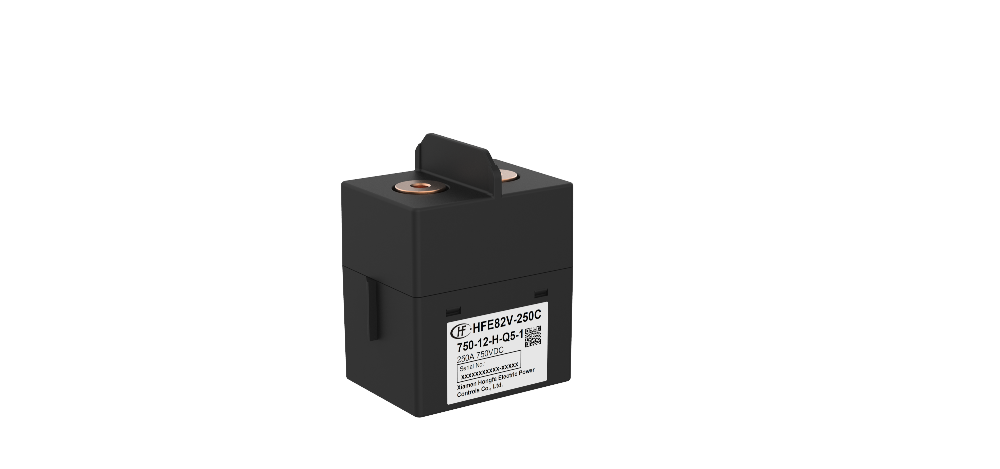 HF HFE82V-250C
750-12-H-Q5-1
250A 750VDC
Serial No.:
xxxxxxxxxxx-xxxxx
Xiamen Hongfa Electric Power
Controls Co., Ltd.